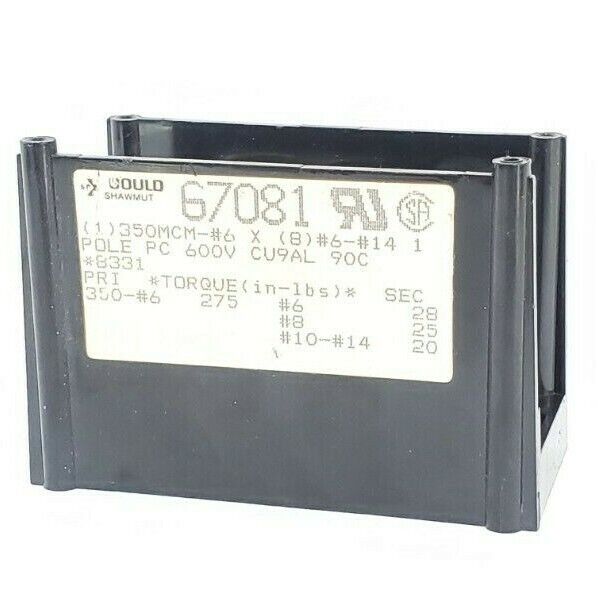 GOULD
SHAWMUT
67081
SA
(1)350MCM-#6 X (8)#6-#14 1
POLE PC 600V CU9AL 90C
*8331
PRI *TORQUE(in-lbs)* SEC
350-#6 275 #6 28
#8 25
#10-#14 20